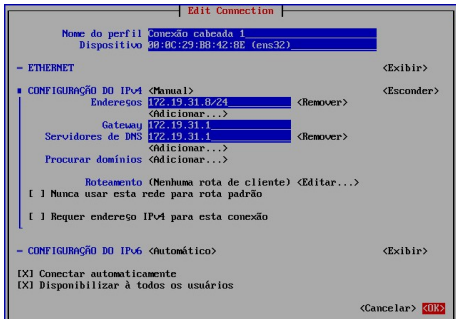 Edit Connection
Nome do perfil Conexão cabeada 1
Dispositivo 00:0C:29:B8:42:8E (ens32)
ETHERNET <Exibir>
CONFIGURAÇÃO DO IPv4 <Manual> <Esconder>
Endereços 172.19.31.8/24 <Remover>
<Adicionar...>
Gateway 172.19.31.1
Servidores de DNS 172.19.31.1 <Remover>
<Adicionar...>
Procurar domínios <Adicionar...>
Roteamento (Nenhuma rota de cliente) <Editar...>
[ ] Nunca usar esta rede para rota padrão
[ ] Requer endereço IPv4 para esta conexão
CONFIGURAÇÃO DO IPv6 <Automático> <Exibir>
[X] Conectar automaticamente
[X] Disponibilizar à todos os usuários
<Cancelar> <OK>